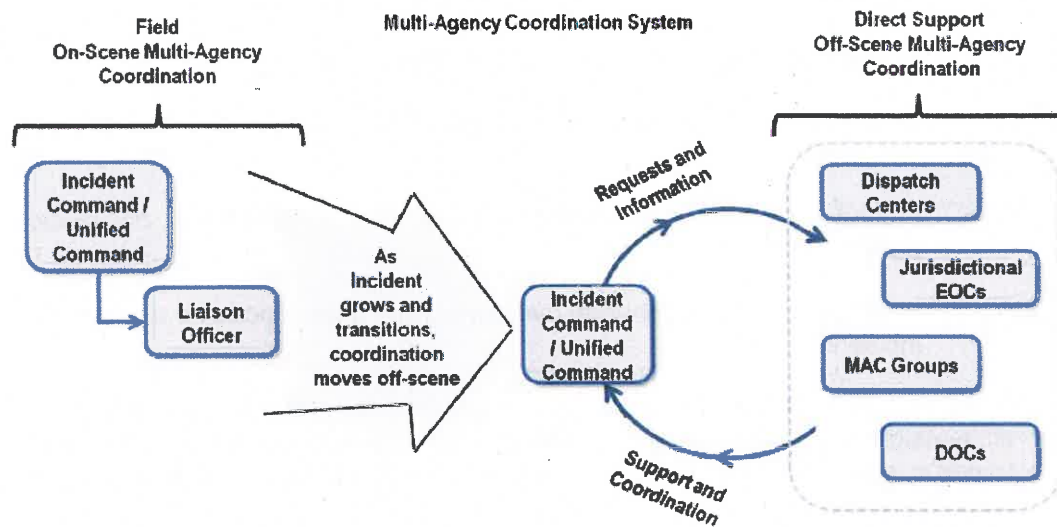 Multi-Agency Coordination System
Field
On-Scene Multi-Agency
Coordination
Direct Support
Off-Scene Multi-Agency
Coordination
Incident
Command /
Unified
Command
Liaison
Officer
As
Incident
grows and
transitions,
coordination
moves off-scene
Requests and
Information
Incident
Command
/ Unified
Command
Support and
Coordination
Dispatch
Centers
Jurisdictional
EOCs
MAC Groups
DOCs